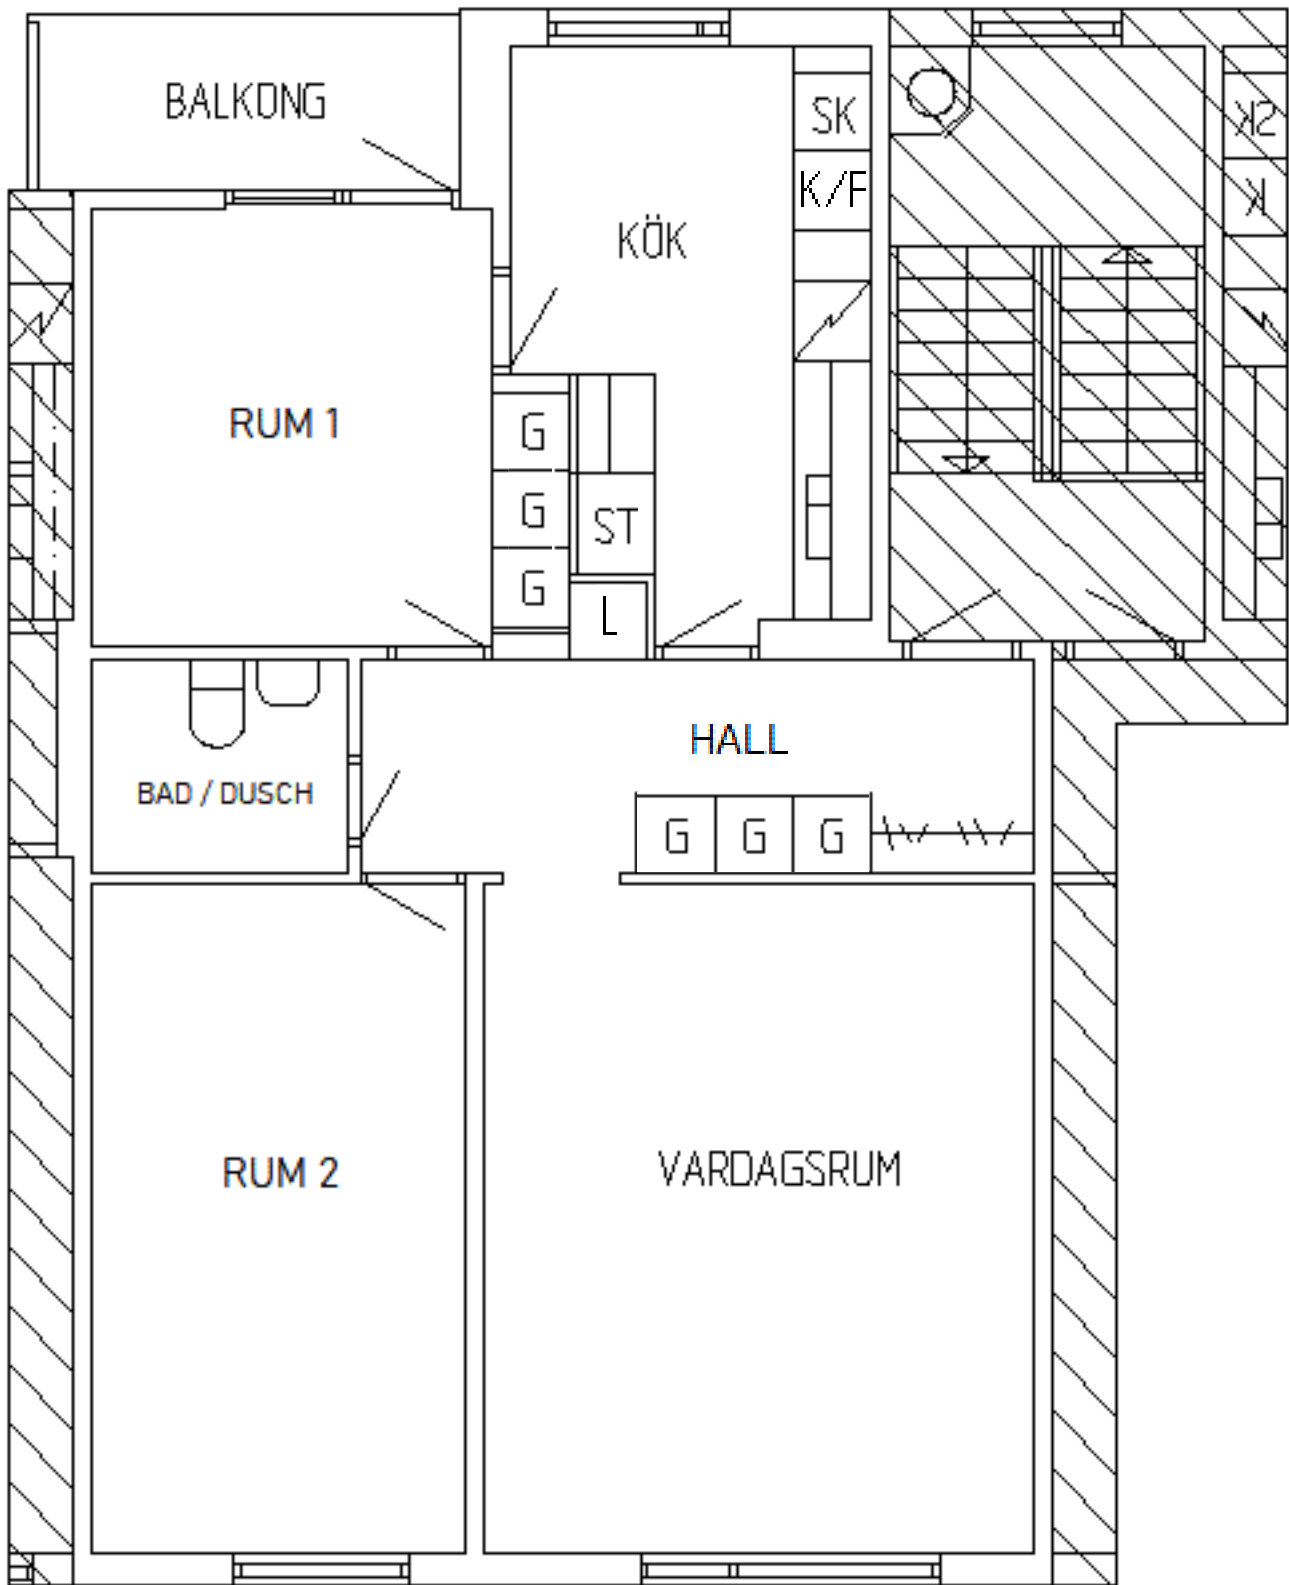 BALKONG
SK
SK
K/F
K
KÖK
RUM 1
G
G
ST
G
L
HALL
BAD / DUSCH
G G G
RUM 2
VARDAGSRUM